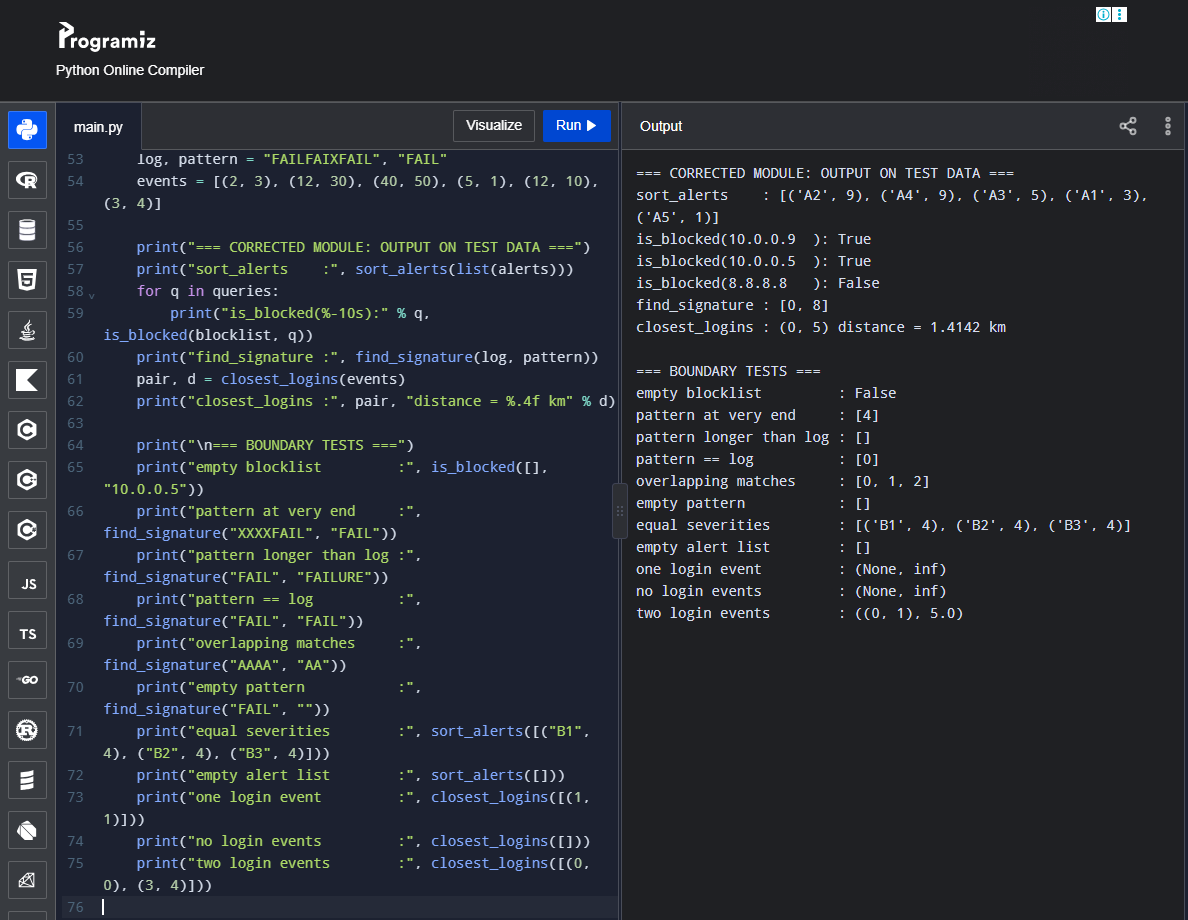 Programiz
Python Online Compiler
main.py
Visualize
Run
53     log, pattern = "FAILFAIXFAIL", "FAIL"
54     events = [(2, 3), (12, 30), (40, 50), (5, 1), (12, 10),
(3, 4)]
55
56     print("=== CORRECTED MODULE: OUTPUT ON TEST DATA ===")
57     print("sort_alerts    :", sort_alerts(list(alerts)))
58     for q in queries:
59         print("is_blocked(%-10s):" % q,
is_blocked(blocklist, q))
60     print("find_signature :", find_signature(log, pattern))
61     pair, d = closest_logins(events)
62     print("closest_logins :", pair, "distance = %.4f km" % d)
63
64     print("\n=== BOUNDARY TESTS ===")
65     print("empty blocklist         :", is_blocked([],
"10.0.0.5"))
66     print("pattern at very end     :",
find_signature("XXXXFAIL", "FAIL"))
67     print("pattern longer than log :",
find_signature("FAIL", "FAILURE"))
68     print("pattern == log          :",
find_signature("FAIL", "FAIL"))
69     print("overlapping matches     :",
find_signature("AAAA", "AA"))
70     print("empty pattern           :",
find_signature("FAIL", ""))
71     print("equal severities        :", sort_alerts([("B1",
4), ("B2", 4), ("B3", 4)]))
72     print("empty alert list        :", sort_alerts([]))
73     print("one login event         :", closest_logins([(1,
1)]))
74     print("no login events         :", closest_logins([]))
75     print("two login events        :", closest_logins([(0,
0), (3, 4)]))
76
JS
TS
GO
Output
=== CORRECTED MODULE: OUTPUT ON TEST DATA ===
sort_alerts    : [('A2', 9), ('A4', 9), ('A3', 5), ('A1', 3),
('A5', 1)]
is_blocked(10.0.0.9  ): True
is_blocked(10.0.0.5  ): True
is_blocked(8.8.8.8   ): False
find_signature : [0, 8]
closest_logins : (0, 5) distance = 1.4142 km

=== BOUNDARY TESTS ===
empty blocklist         : False
pattern at very end     : [4]
pattern longer than log : []
pattern == log          : [0]
overlapping matches     : [0, 1, 2]
empty pattern           : []
equal severities        : [('B1', 4), ('B2', 4), ('B3', 4)]
empty alert list        : []
one login event         : (None, inf)
no login events         : (None, inf)
two login events        : ((0, 1), 5.0)